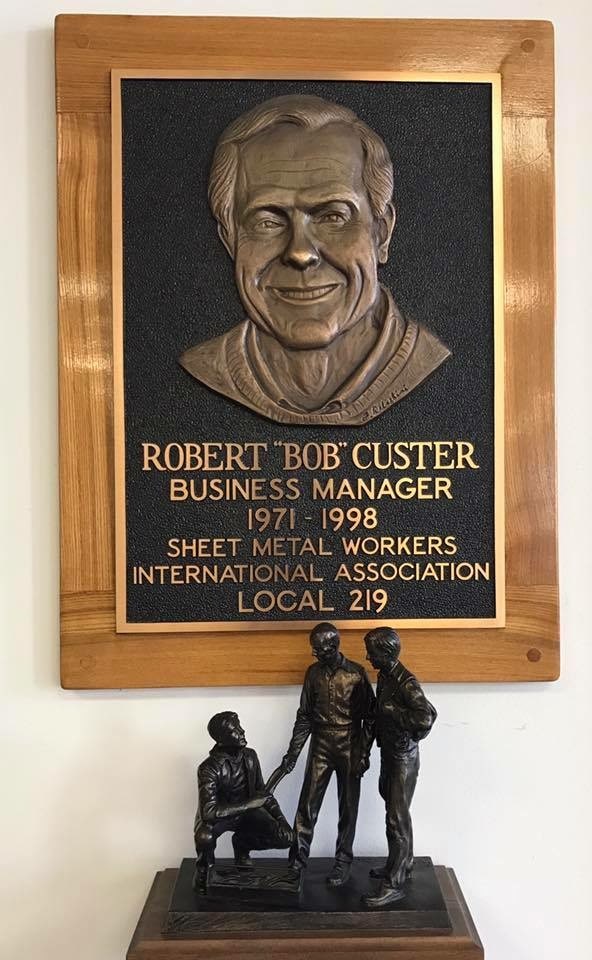 ROBERT "BOB" CUSTER
BUSINESS MANAGER
1971 - 1998
SHEET METAL WORKERS
INTERNATIONAL ASSOCIATION
LOCAL 219